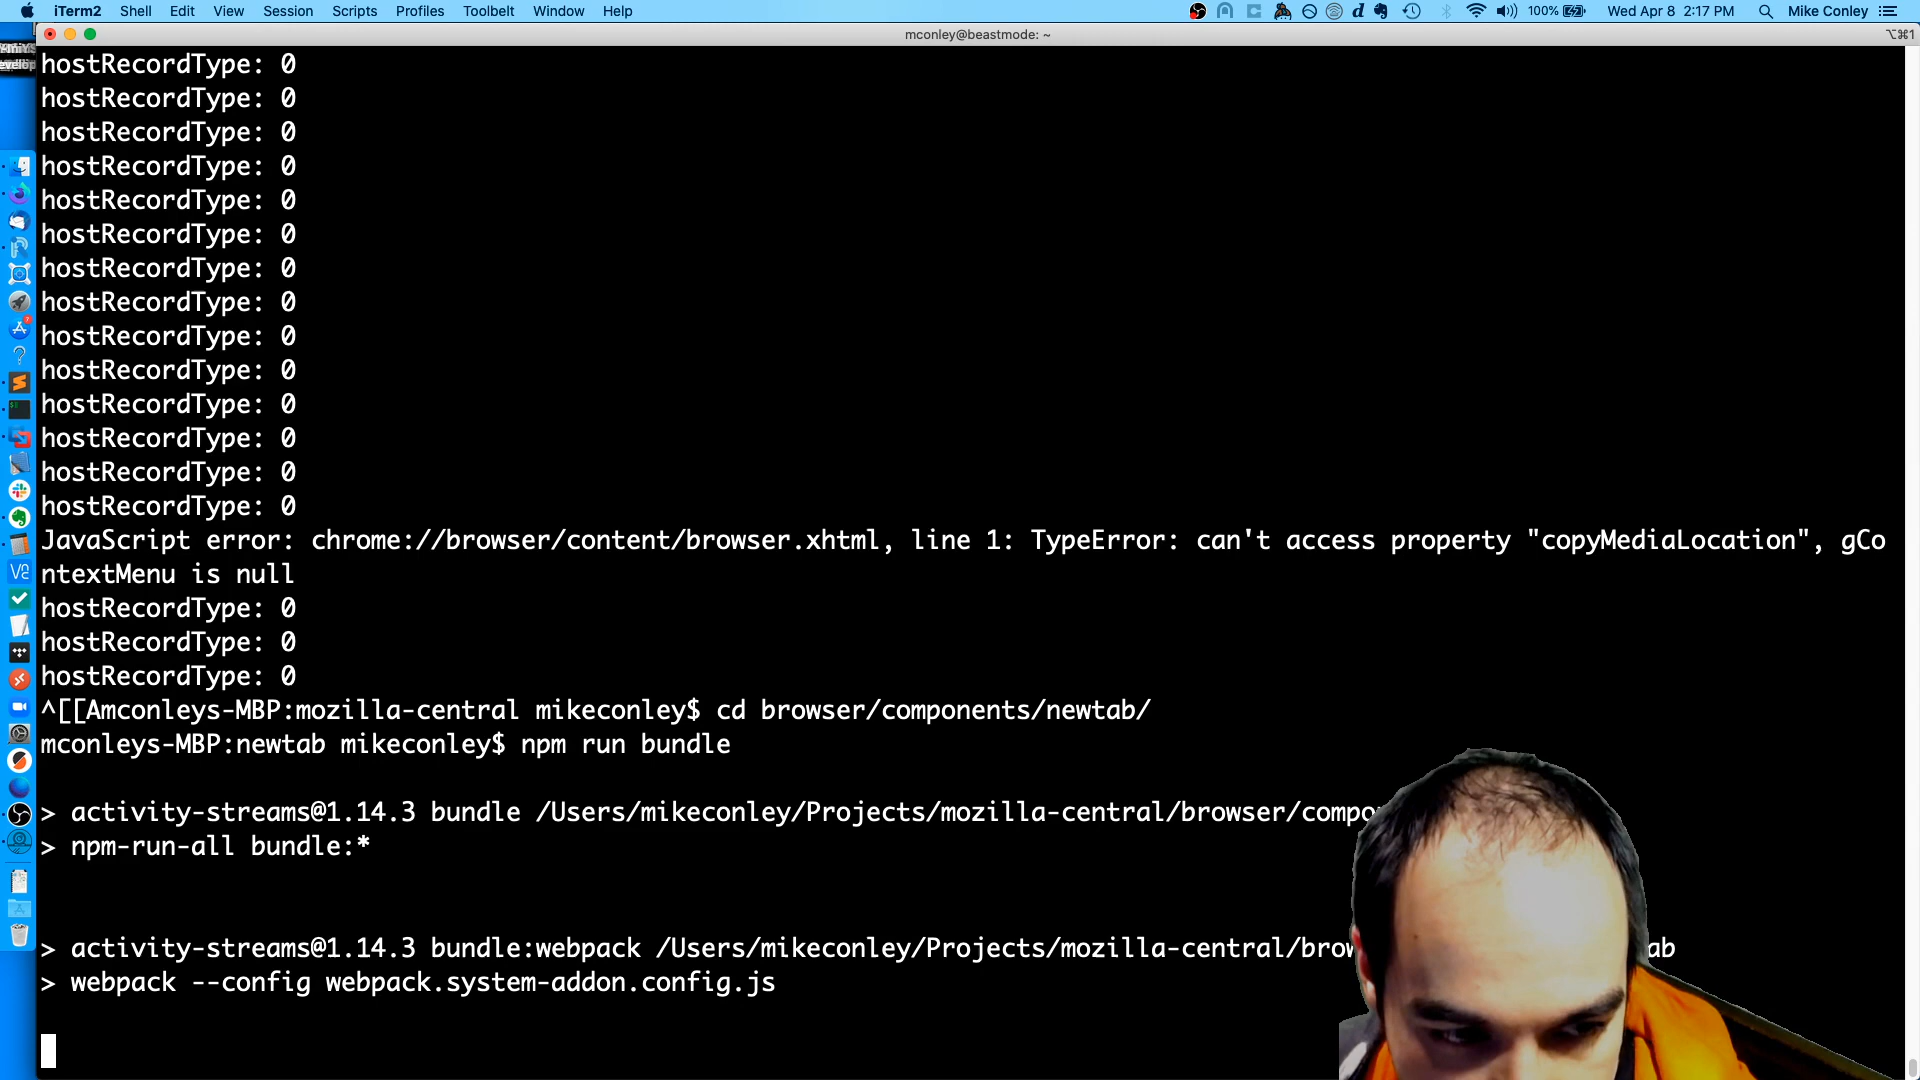 iTerm2 Shell Edit View Session Scripts Profiles Toolbelt Window Help 100% Wed Apr 8 2:17 PM Mike Conley
mconley@beastmode: ~ ⌥⌘1
hostRecordType: 0
hostRecordType: 0
hostRecordType: 0
hostRecordType: 0
hostRecordType: 0
hostRecordType: 0
hostRecordType: 0
hostRecordType: 0
hostRecordType: 0
hostRecordType: 0
hostRecordType: 0
hostRecordType: 0
hostRecordType: 0
hostRecordType: 0
JavaScript error: chrome://browser/content/browser.xhtml, line 1: TypeError: can't access property "copyMediaLocation", gCo
ntextMenu is null
hostRecordType: 0
hostRecordType: 0
hostRecordType: 0
^[[Amconleys-MBP:mozilla-central mikeconley$ cd browser/components/newtab/
mconleys-MBP:newtab mikeconley$ npm run bundle
> activity-streams@1.14.3 bundle /Users/mikeconley/Projects/mozilla-central/browser/compo
> npm-run-all bundle:*
> activity-streams@1.14.3 bundle:webpack /Users/mikeconley/Projects/mozilla-central/brow ab
> webpack --config webpack.system-addon.config.js